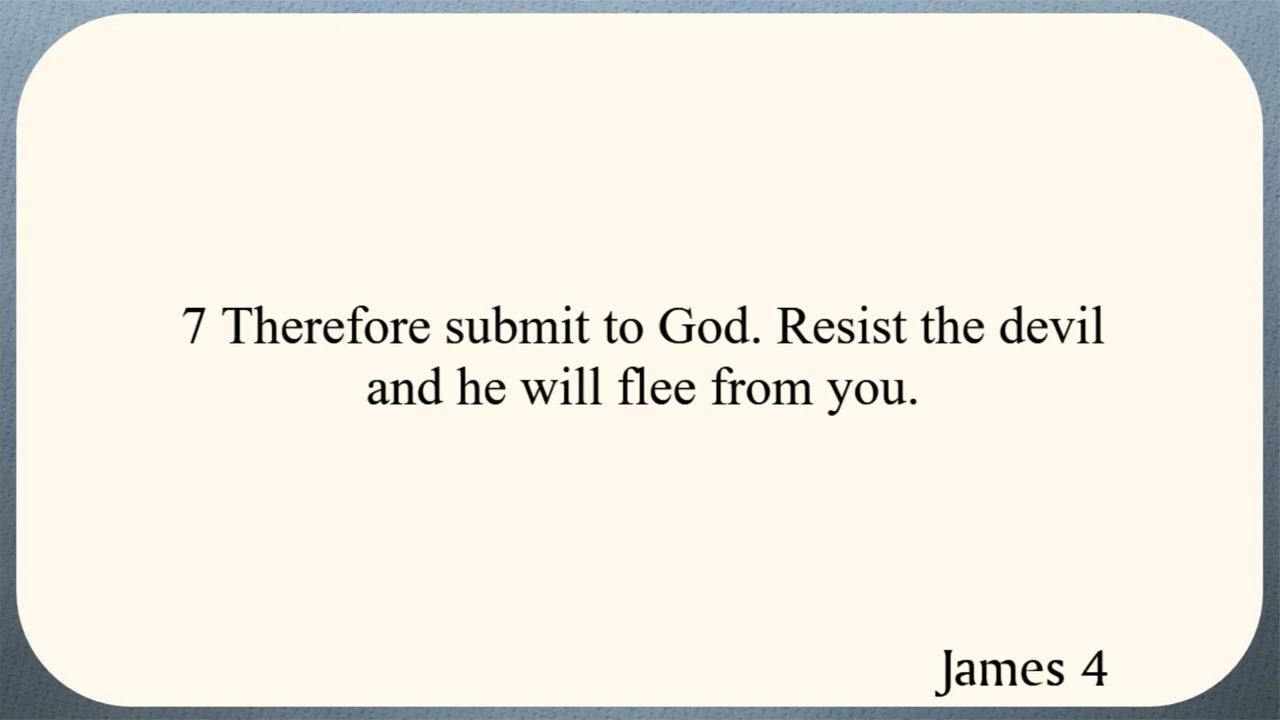 7 Therefore submit to God. Resist the devil
and he will flee from you.
James 4